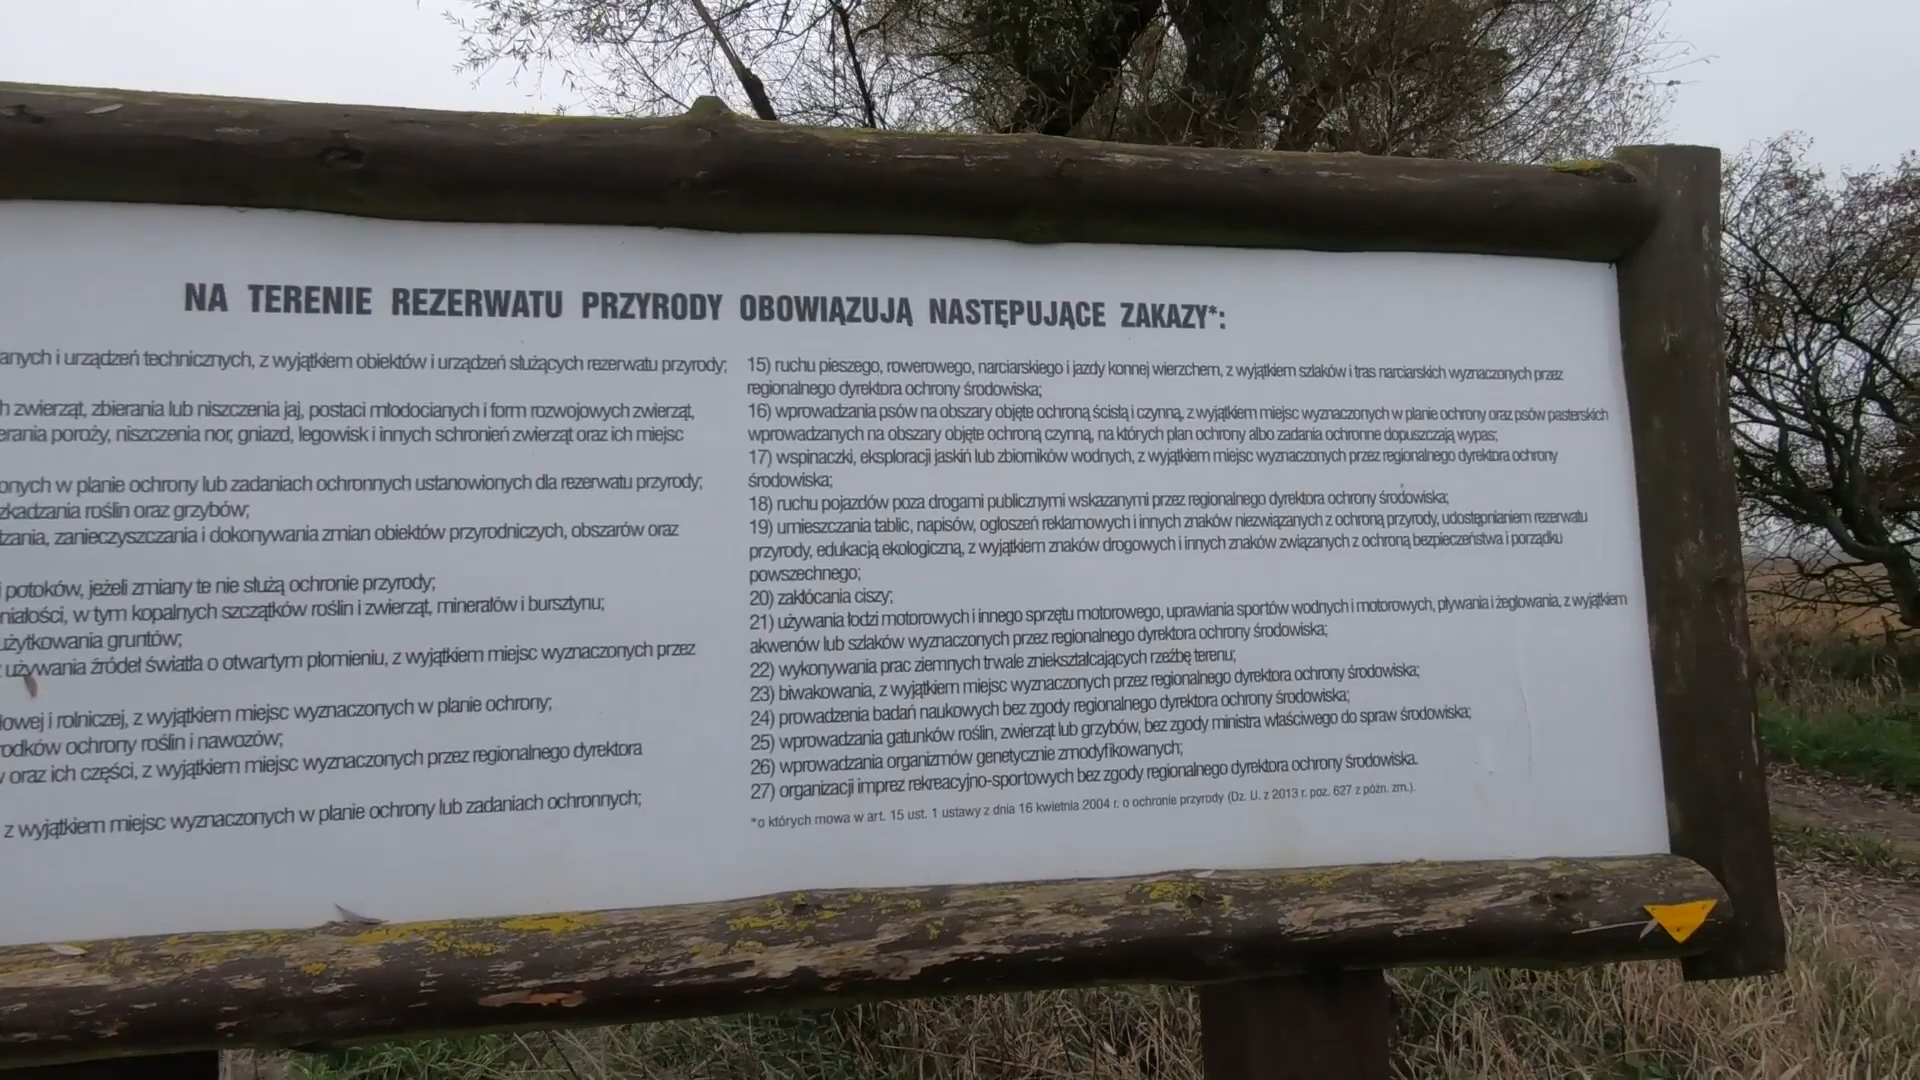 NA TERENIE REZERWATU PRZYRODY OBOWIĄZUJĄ NASTĘPUJĄCE ZAKAZY*:
i urządzeń technicznych, z wyjątkiem obiektów i urządzeń służących rezerwatu przyrody;
zwierząt, zbierania lub niszczenia jaj, postaci młodocianych i form rozwojowych zwierząt,
poroży, niszczenia nor, gniazd, legowisk i innych schronień zwierząt oraz ich miejsc
w planie ochrony lub zadaniach ochronnych ustanowionych dla rezerwatu przyrody;
roślin oraz grzybów;
zanieczyszczania i dokonywania zmian obiektów przyrodniczych, obszarów oraz
i potoków, jeżeli zmiany te nie służą ochronie przyrody;
w tym kopalnych szczątków roślin i zwierząt, minerałów i bursztynu;
użytkowania gruntów;
używania źródeł światła o otwartym płomieniu, z wyjątkiem miejsc wyznaczonych przez
i rolniczej, z wyjątkiem miejsc wyznaczonych w planie ochrony;
ochrony roślin i nawozów;
oraz ich części, z wyjątkiem miejsc wyznaczonych przez regionalnego dyrektora
z wyjątkiem miejsc wyznaczonych w planie ochrony lub zadaniach ochronnych;
15) ruchu pieszego, rowerowego, narciarskiego i jazdy konnej wierzchem, z wyjątkiem szlaków i tras narciarskich wyznaczonych przez
regionalnego dyrektora ochrony środowiska;
16) wprowadzania psów na obszary objęte ochroną ścisłą i czynną, z wyjątkiem miejsc wyznaczonych w planie ochrony oraz psów pasterskich
wprowadzanych na obszary objęte ochroną czynną, na których plan ochrony albo zadania ochronne dopuszczają wypas;
17) wspinaczki, eksploracji jaskiń lub zbiorników wodnych, z wyjątkiem miejsc wyznaczonych przez regionalnego dyrektora ochrony
środowiska;
18) ruchu pojazdów poza drogami publicznymi wskazanymi przez regionalnego dyrektora ochrony środowiska;
19) umieszczania tablic, napisów, ogłoszeń reklamowych i innych znaków niezwiązanych z ochroną przyrody, udostępnianiem rezerwatu
przyrody, edukacją ekologiczną, z wyjątkiem znaków drogowych i innych znaków związanych z ochroną bezpieczeństwa i porządku
powszechnego;
20) zakłócania ciszy;
21) używania łodzi motorowych i innego sprzętu motorowego, uprawiania sportów wodnych i motorowych, pływania i żeglowania, z wyjątkiem
akwenów lub szlaków wyznaczonych przez regionalnego dyrektora ochrony środowiska;
22) wykonywania prac ziemnych trwale zniekształcających rzeźbę terenu;
23) biwakowania, z wyjątkiem miejsc wyznaczonych przez regionalnego dyrektora ochrony środowiska;
24) prowadzenia badań naukowych bez zgody regionalnego dyrektora ochrony środowiska;
25) wprowadzania gatunków roślin, zwierząt lub grzybów, bez zgody ministra właściwego do spraw środowiska;
26) wprowadzania organizmów genetycznie zmodyfikowanych;
27) organizacji imprez rekreacyjno-sportowych bez zgody regionalnego dyrektora ochrony środowiska.
*o których mowa w art. 15 ust. 1 ustawy z dnia 16 kwietnia 2004 r. o ochronie przyrody (Dz. U. z 2013 r. poz. 627 z późn. zm.).